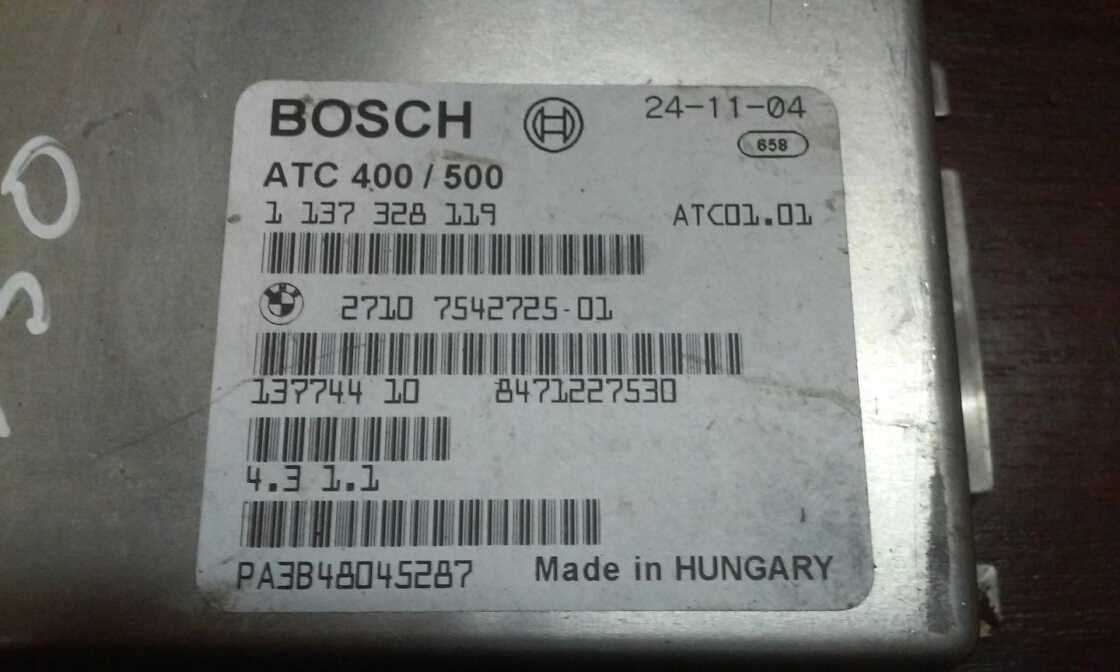 BOSCH 24-11-04
658
ATC 400 / 500
1 137 328 119 ATC01.01
2710 7542725-01
137744 10 8471227530
4.3 1.1
PA3B48045287 Made in HUNGARY